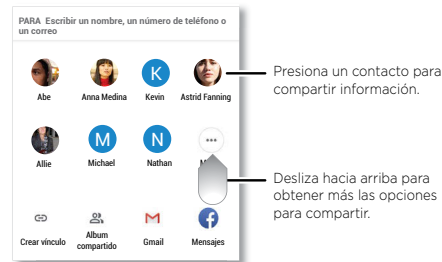 PARA Escribir un nombre, un número de teléfono o
un correo
Abe
Anna Medina
K
Kevin
Astrid Fanning
Presiona un contacto para
compartir información.
Allie
M
Michael
N
Nathan
Desliza hacia arriba para
obtener más las opciones
para compartir.
Crear vínculo
Album
compartido
Gmail
Mensajes